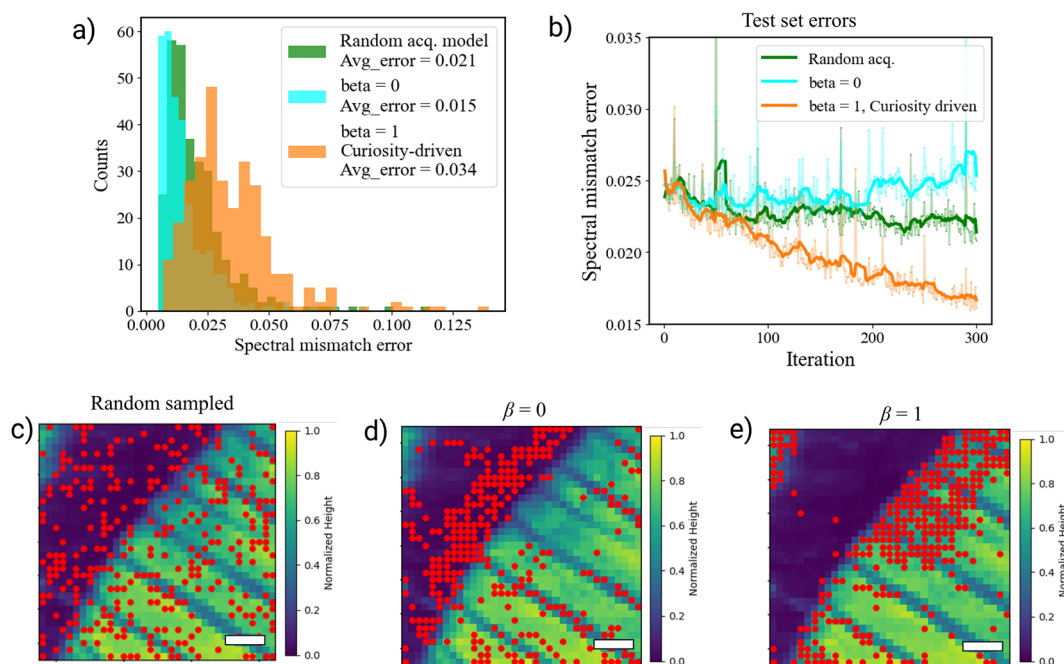 a)
60
50
40
30
20
10
0
Counts
0.000 0.025 0.050 0.075 0.100 0.125
Spectral mismatch error
Random acq. model
Avg_error = 0.021
beta = 0
Avg_error = 0.015
beta = 1
Curiosity-driven
Avg_error = 0.034
b)
Test set errors
0.035
0.030
0.025
0.020
0.015
Spectral mismatch error
0 100 200 300
Iteration
Random acq.
beta = 0
beta = 1, Curiosity driven
c)
Random sampled
1.0
0.8
0.6
0.4
0.2
0.0
Normalized Height
d)
β = 0
1.0
0.8
0.6
0.4
0.2
0.0
Normalized Height
e)
β = 1
1.0
0.8
0.6
0.4
0.2
0.0
Normalized Height